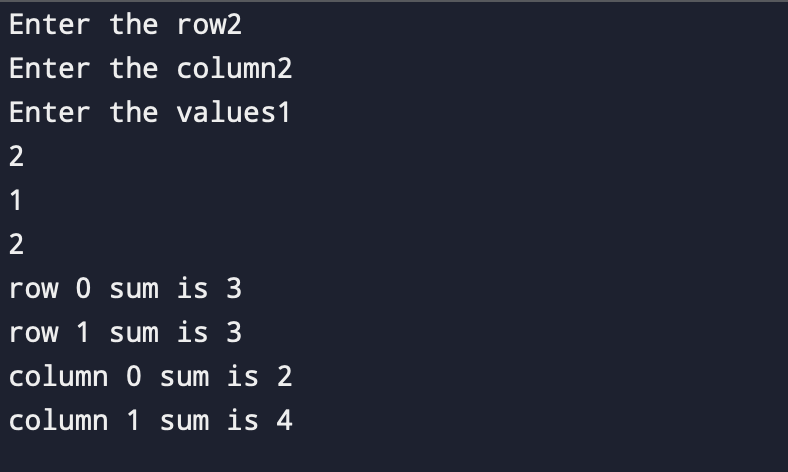 Enter the row2
Enter the column2
Enter the values1
2
1
2
row 0 sum is 3
row 1 sum is 3
column 0 sum is 2
column 1 sum is 4